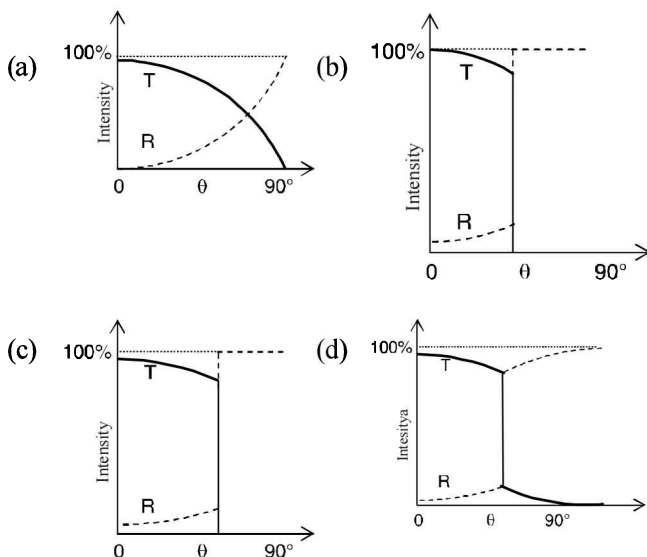 (a)
100%
T
R
Intensity
0 θ 90°
(b)
100%
T
R
Intensity
0 θ 90°
(c)
100%
T
R
Intensity
0 θ 90°
(d)
100%
T
R
Intesitya
0 θ 90°